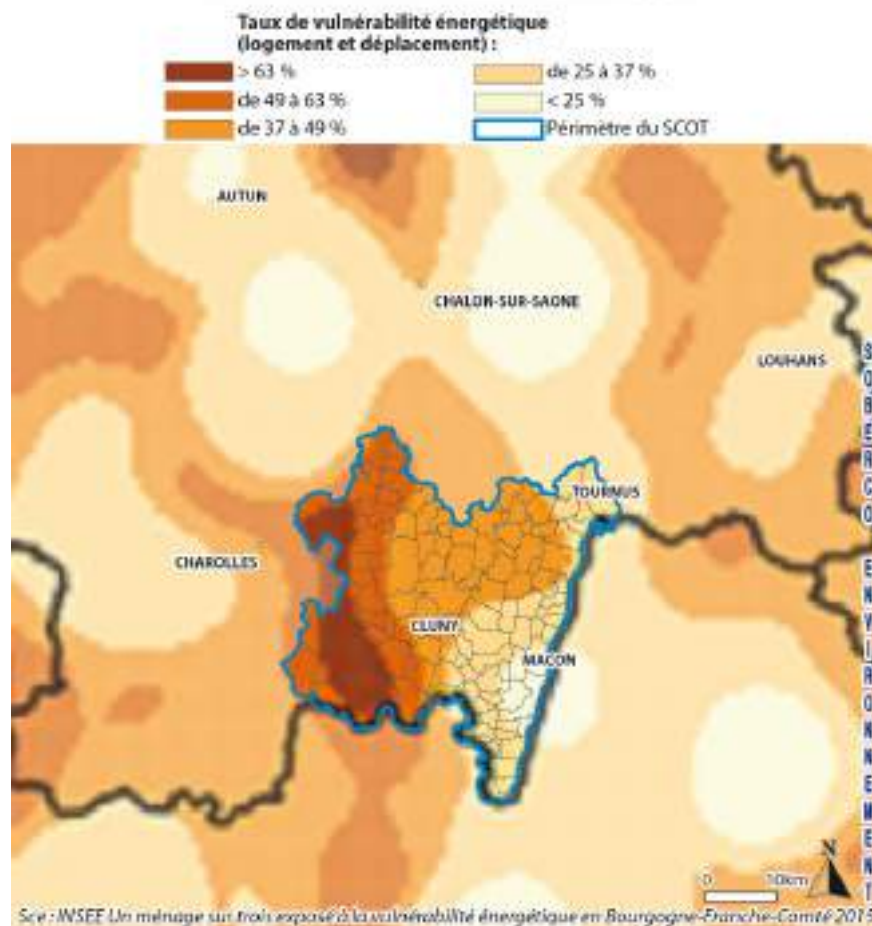 Taux de vulnérabilité énergétique
(logement et déplacement) :
> 63 %
de 49 à 63 %
de 37 à 49 %
de 25 à 37 %
< 25 %
Périmètre du SCOT
AUTUN
CHALON-SUR-SAONE
LOUHANS
TOURNUS
CHAROLLES
CLUNY
MACON
SOBERCO ENVIRONNEMENT
N
0 10km
Sce : INSEE Un ménage sur trois exposé à la vulnérabilité énergétique en Bourgogne-Franche-Comté 2015